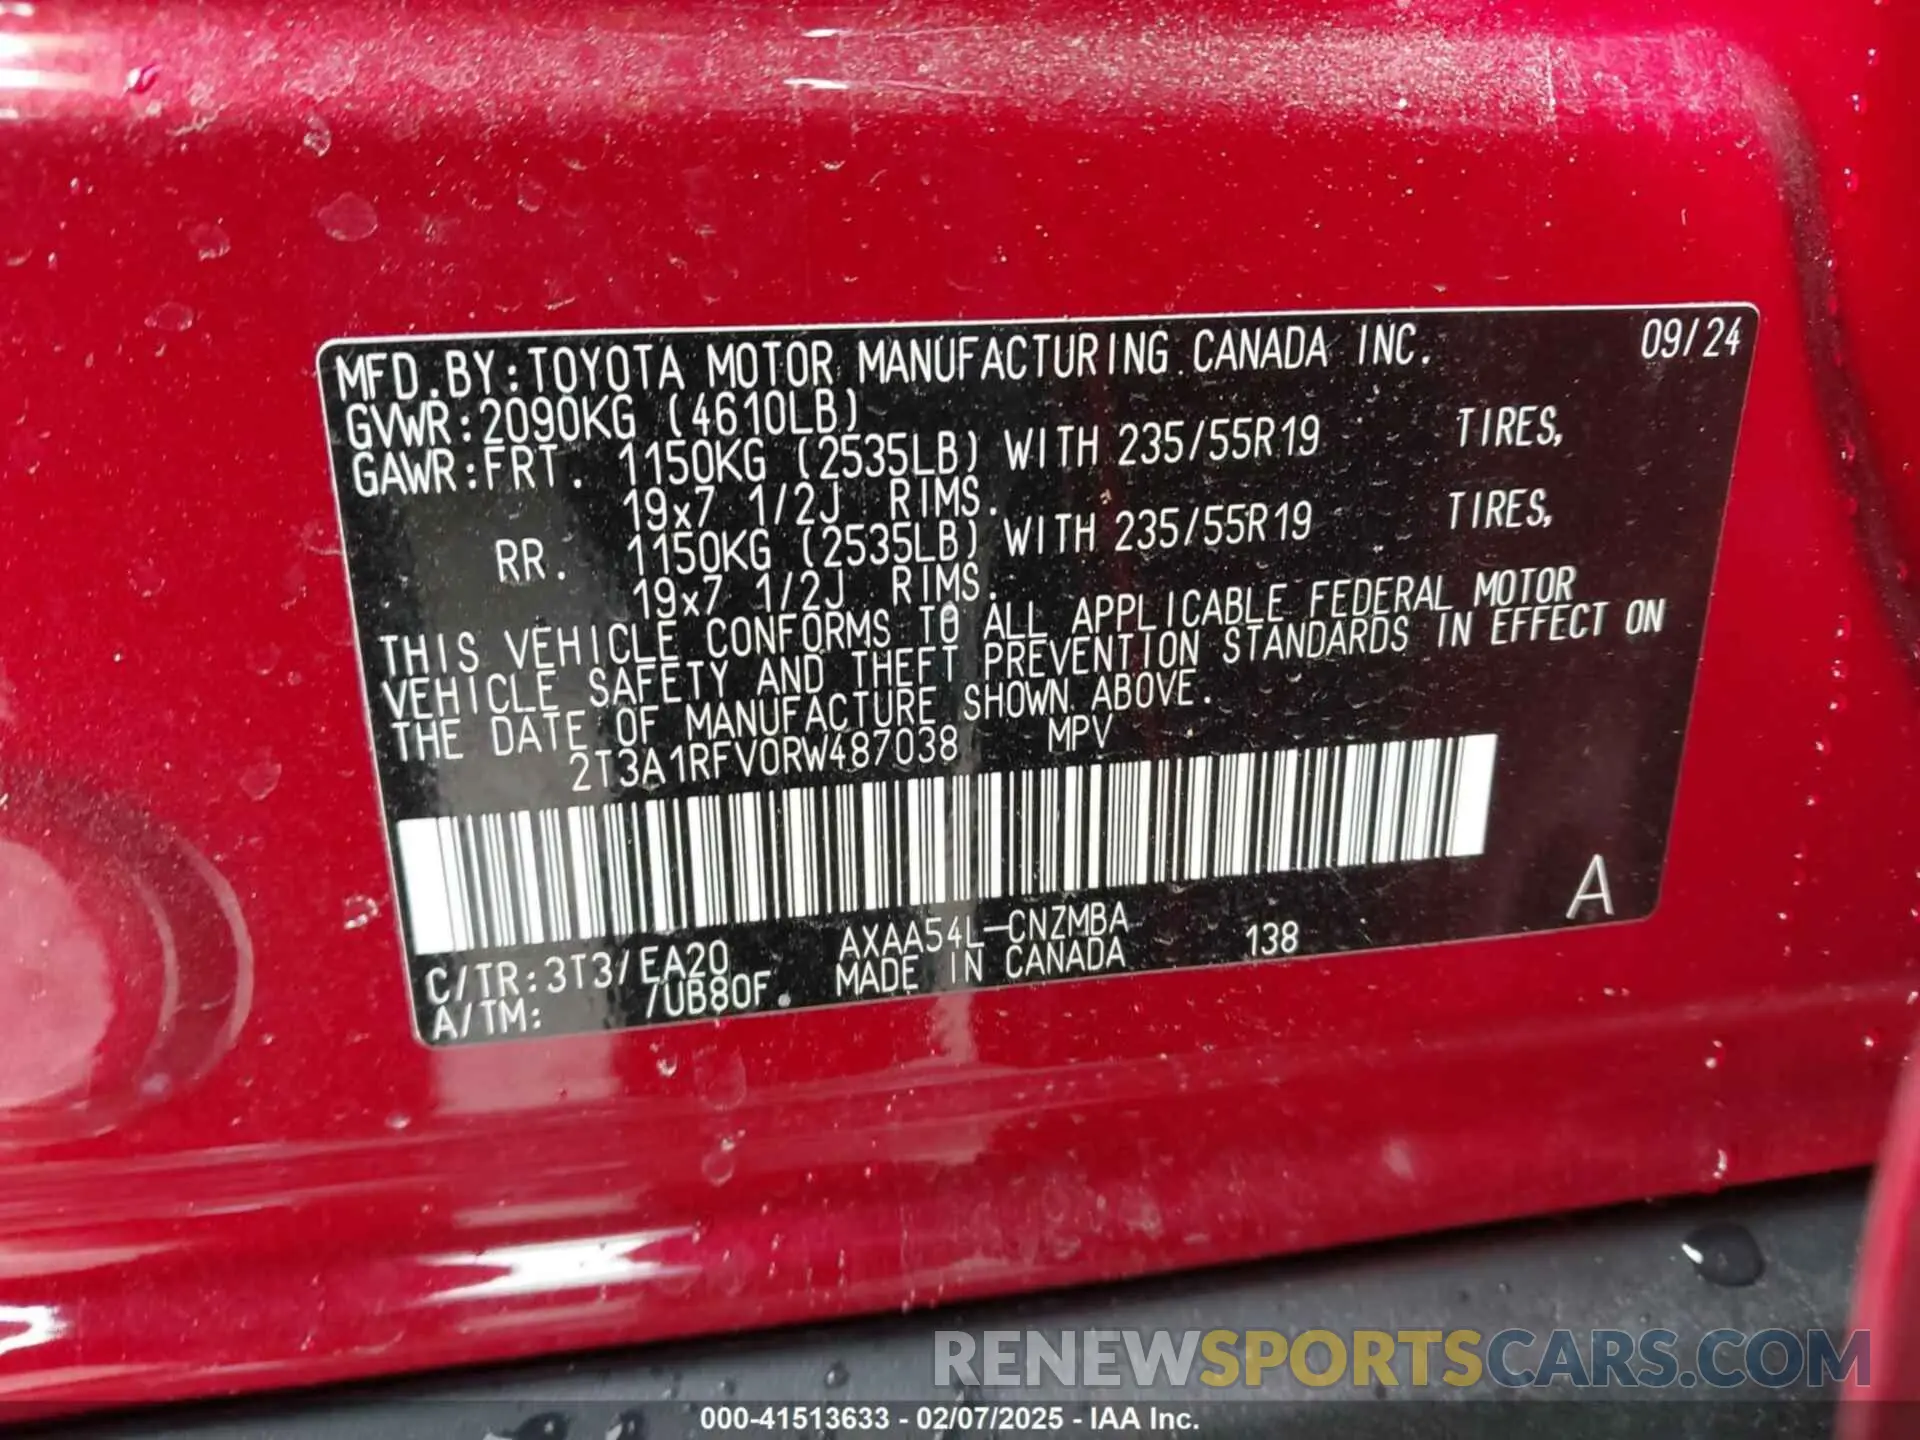 MFD.BY:TOYOTA MOTOR MANUFACTURING CANADA INC. 09/24
GVWR:2090KG (4610LB)
GAWR:FRT. 1150KG (2535LB) WITH 235/55R19 TIRES,
19x7 1/2J RIMS.
RR. 1150KG (2535LB) WITH 235/55R19 TIRES,
19x7 1/2J RIMS.
THIS VEHICLE CONFORMS TO ALL APPLICABLE FEDERAL MOTOR
VEHICLE SAFETY AND THEFT PREVENTION STANDARDS IN EFFECT ON
THE DATE OF MANUFACTURE SHOWN ABOVE.
2T3A1RFV0RW487038 MPV
C/TR:3T3/EA20 AXAA54L-CNZMBA 138 A
A/TM: /UB80F. MADE IN CANADA
RENEWSPORTSCARS.COM
000-41513633 - 02/07/2025 - IAA Inc.